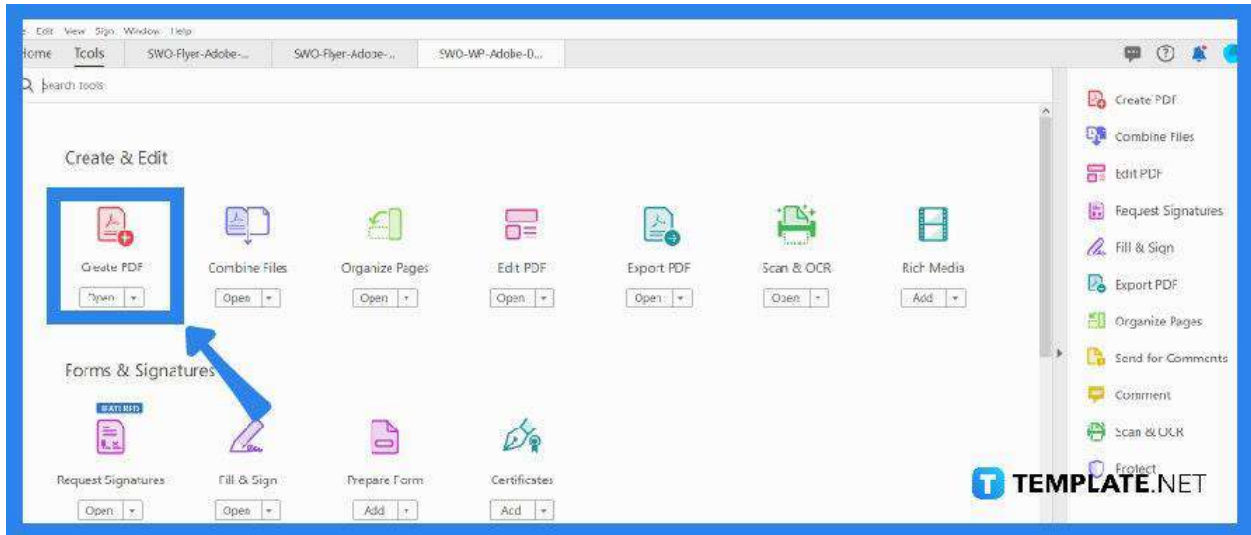 Edit View Sign Window Help
Home Tools SWO-Flyer-Adobe-... SWO-Flyer-Adobe-... SWO-WP-Adobe-D...
Search tools
Create & Edit
Create PDF Combine Files Organize Pages Edit PDF Export PDF Scan & OCR Rich Media
Open Open Open Open Open Open Add
Forms & Signatures
FEATURED
Request Signatures Fill & Sign Prepare Form Certificates
Open Open Add Add
Create PDF
Combine Files
Edit PDF
Request Signatures
Fill & Sign
Export PDF
Organize Pages
Send for Comments
Comment
Scan & OCR
Protect
T TEMPLATE.NET